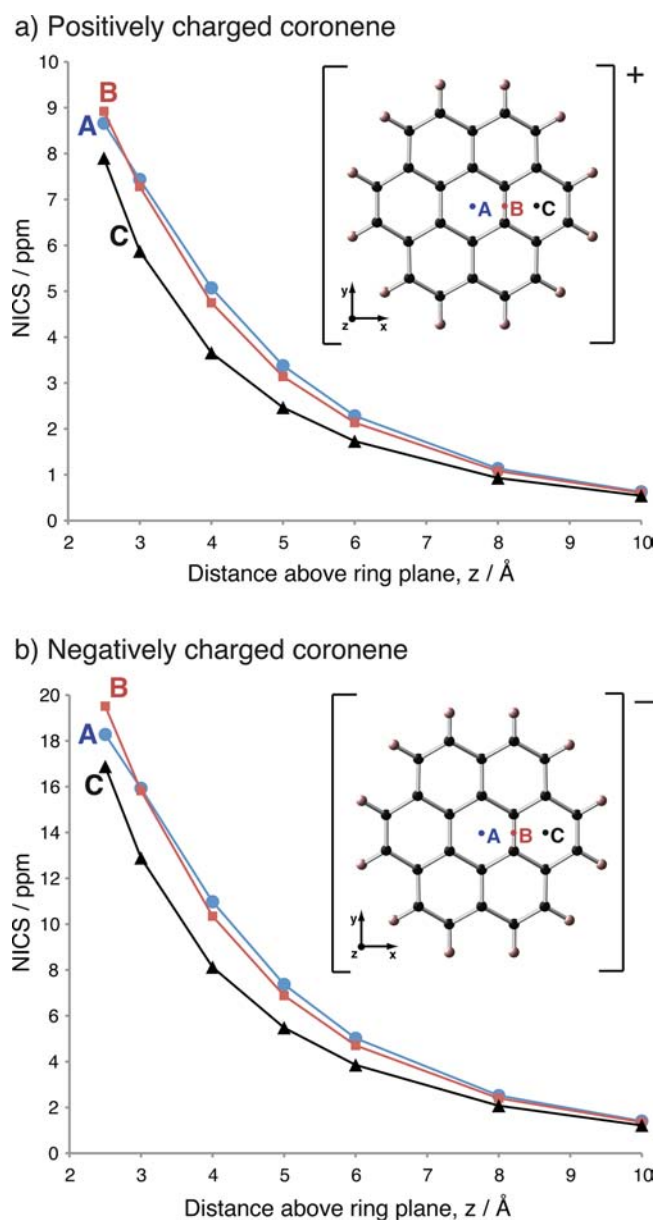 a) Positively charged coronene
10
9
8
7
6
5
4
3
2
1
0
NICS / ppm
B
A
C
+
A
B
C
y
z
x
2
3
4
5
6
7
8
9
10
Distance above ring plane, z / Å
b) Negatively charged coronene
20
18
16
14
12
10
8
6
4
2
0
NICS / ppm
B
A
C
−
A
B
C
y
z
x
2
3
4
5
6
7
8
9
10
Distance above ring plane, z / Å